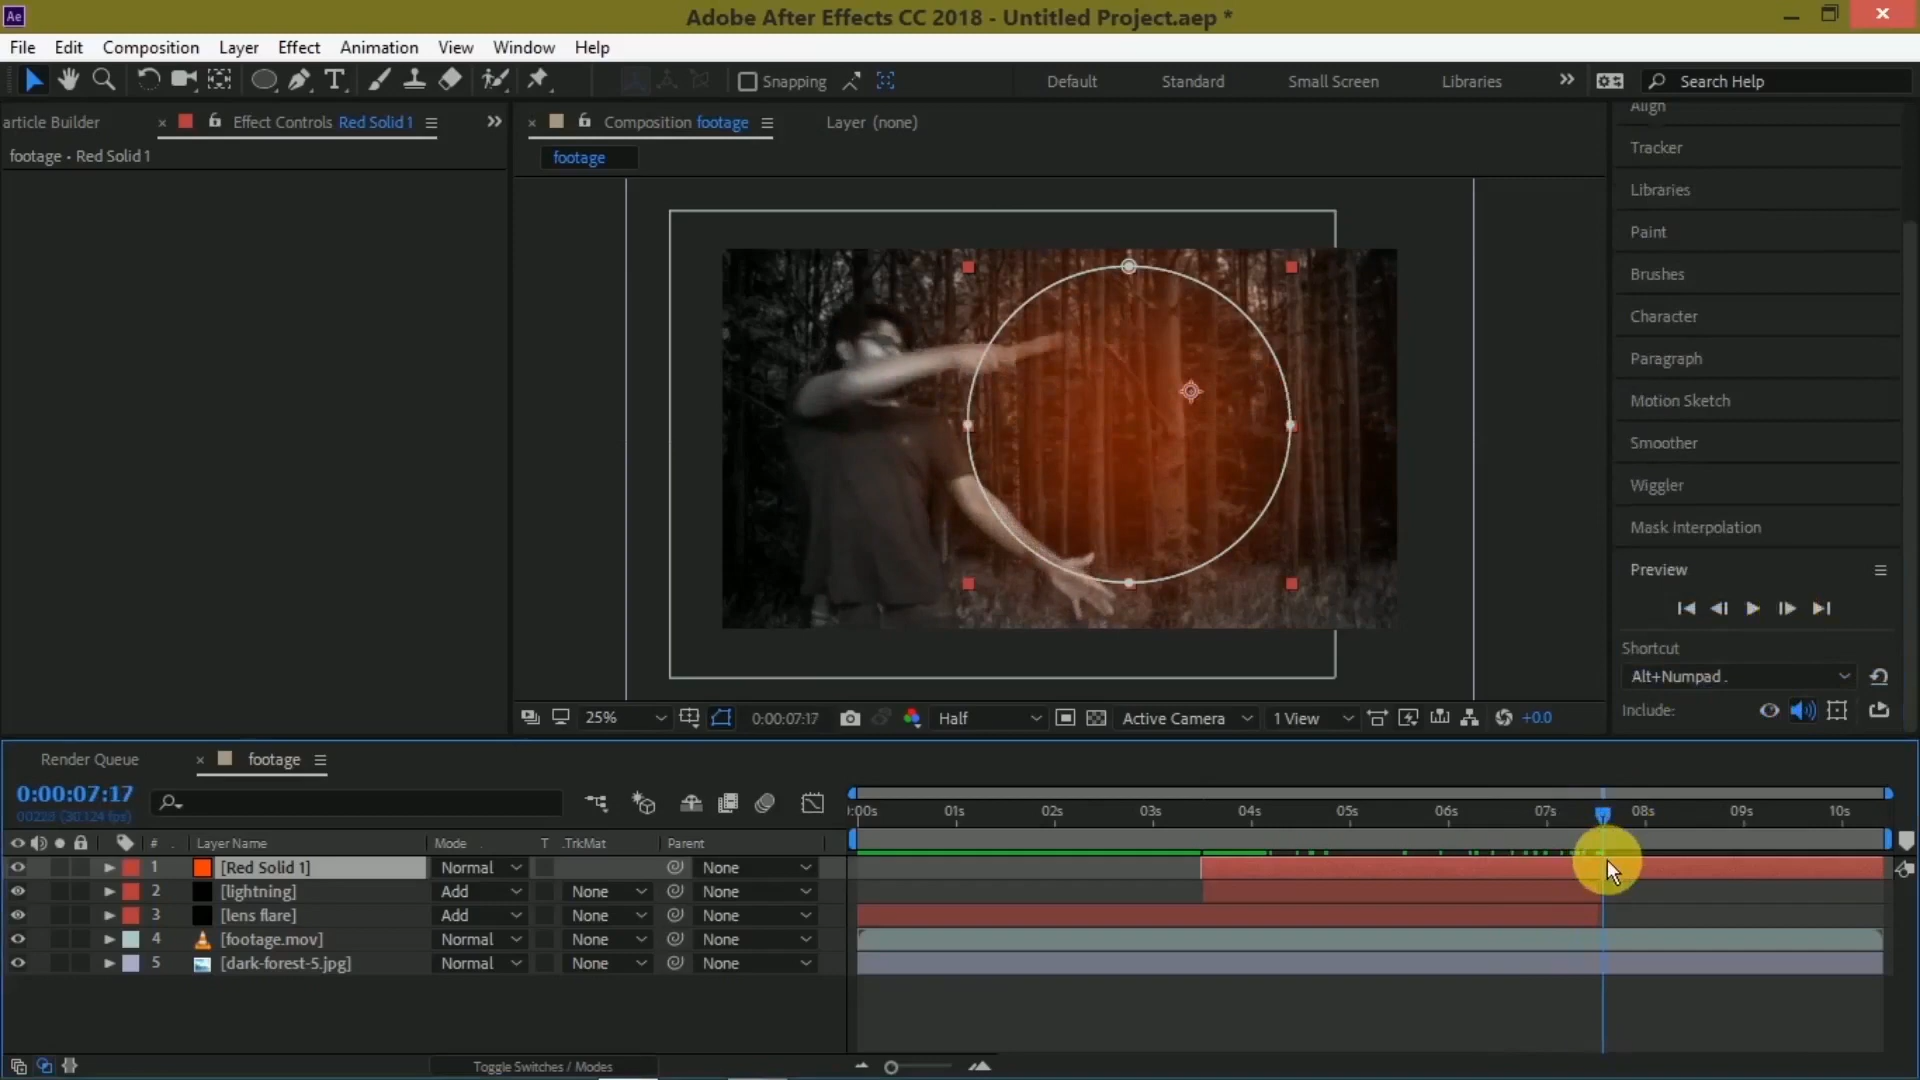 Ae
Adobe After Effects CC 2018 - Untitled Project.aep *
File Edit Composition Layer Effect Animation View Window Help
Snapping Default Standard Small Screen Libraries Search Help
article Builder Effect Controls Red Solid 1 Composition footage Layer (none)
footage • Red Solid 1
footage
Align
Tracker
Libraries
Paint
Brushes
Character
Paragraph
Motion Sketch
Smoother
Wiggler
Mask Interpolation
Preview
Shortcut
Alt+Numpad .
Include:
25% 0:00:07:17 Half Active Camera 1 View +0.0
Render Queue footage
0:00:07:17
00228 (30.124 fps)
):00s 01s 02s 03s 04s 05s 06s 07s 08s 09s 10s
# Layer Name Mode T .TrkMat Parent
1 [Red Solid 1] Normal None
2 [lightning] Add None None
3 [lens flare] Add None None
4 [footage.mov] Normal None None
5 [dark-forest-5.jpg] Normal None None
Toggle Switches / Modes